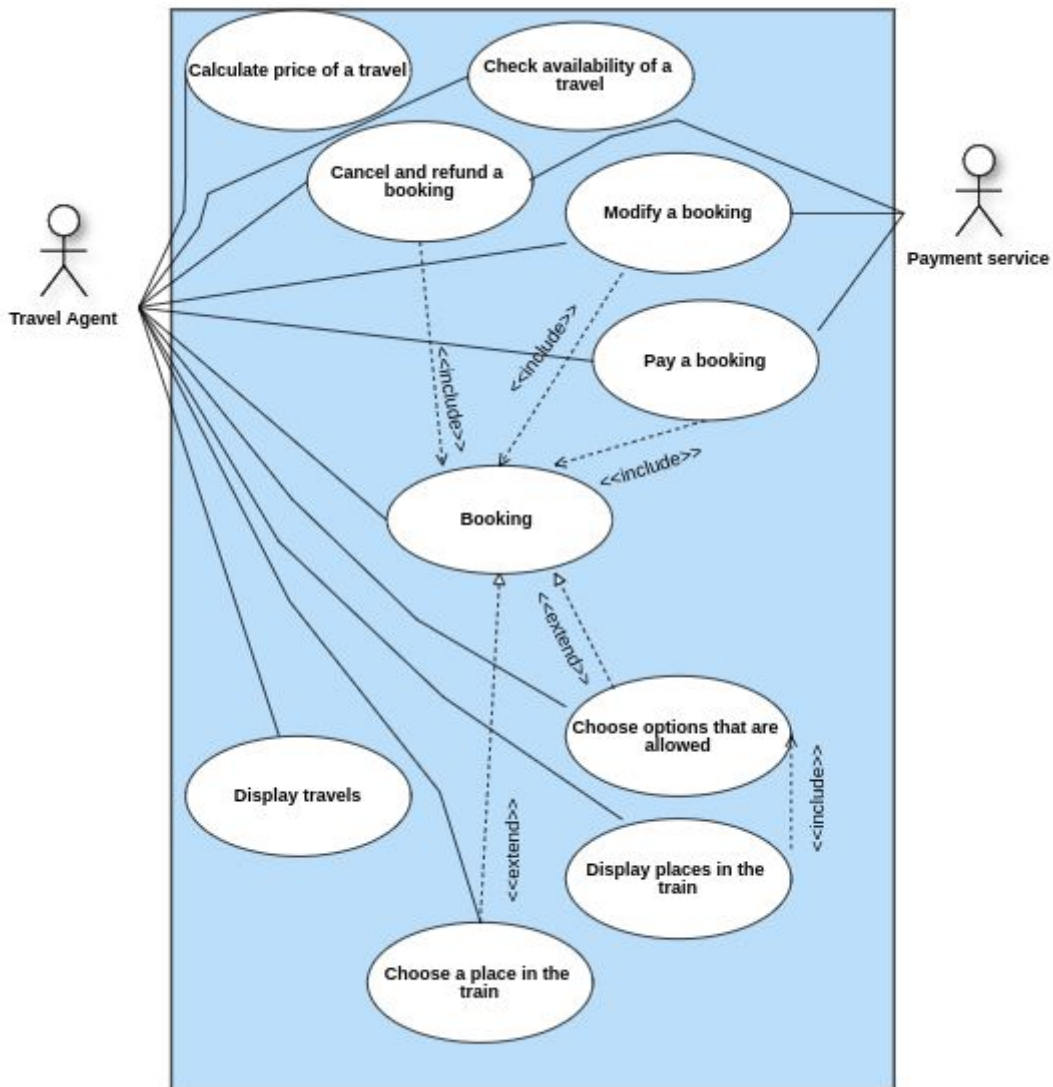 Calculate price of a travel
Check availability of a
travel
Cancel and refund a
booking
Modify a booking
Payment service
Travel Agent
Pay a booking
<<include>>
<<include>>
<<include>>
Booking
<<extend>>
Choose options that are
allowed
<<include>>
Display travels
<<extend>>
Display places in the
train
Choose a place in the
train